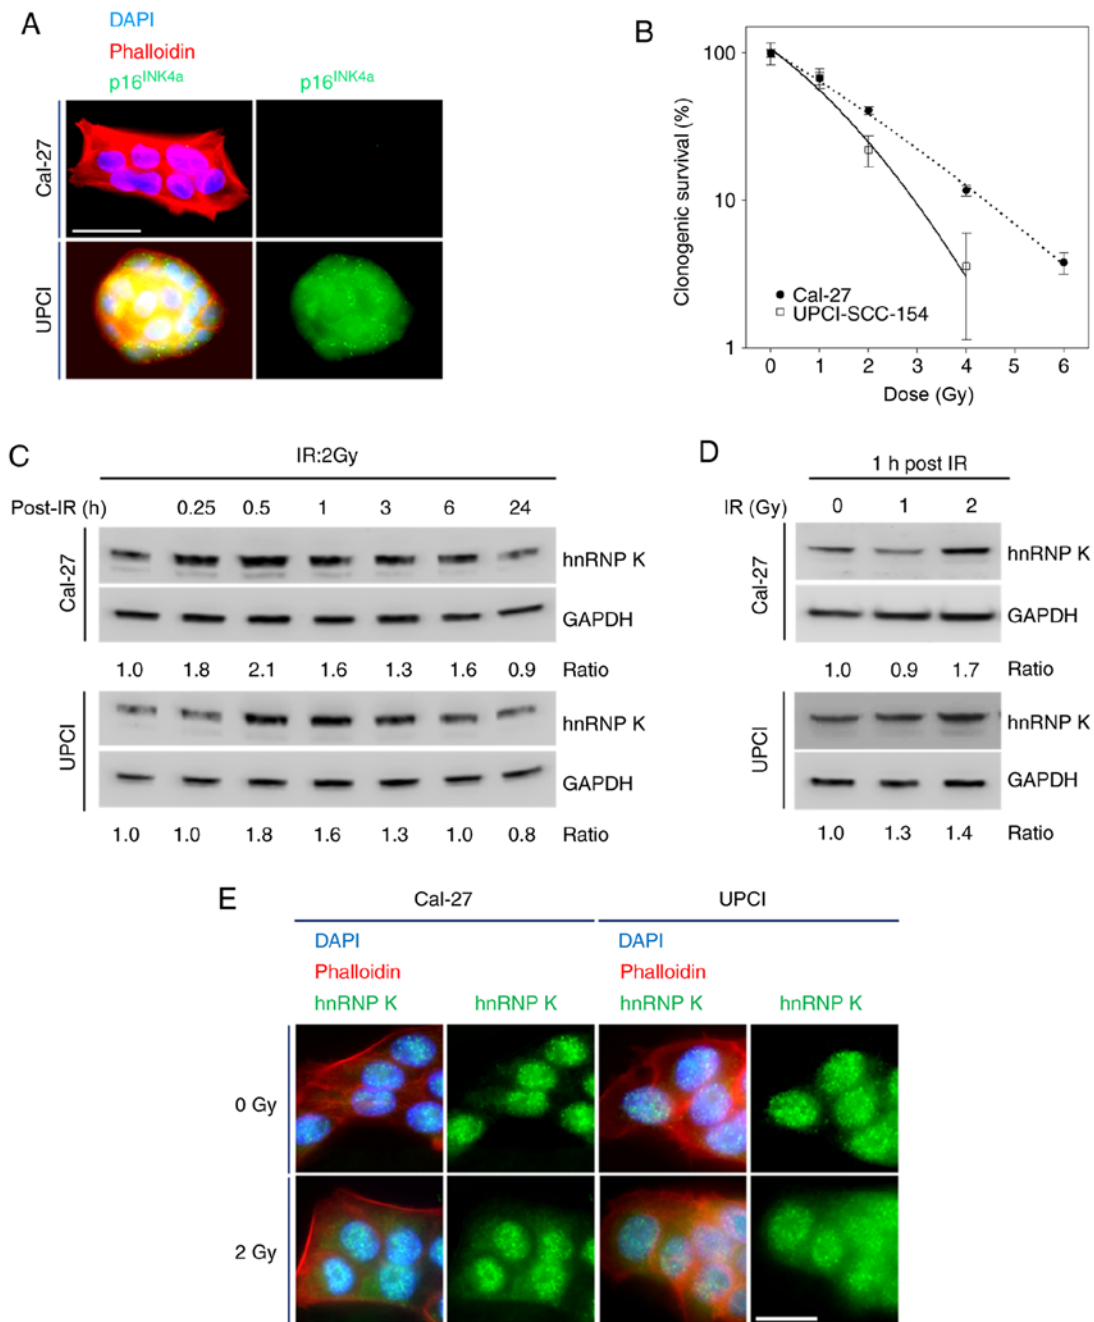 A
DAPI
Phalloidin
p16INK4a
p16INK4a
Cal-27
UPCI
B
Clonogenic survival (%)
100
10
1
Cal-27
UPCI-SCC-154
0 1 2 3 4 5 6
Dose (Gy)
C
IR:2Gy
Post-IR (h) 0.25 0.5 1 3 6 24
Cal-27
hnRNP K
GAPDH
1.0 1.8 2.1 1.6 1.3 1.6 0.9 Ratio
UPCI
hnRNP K
GAPDH
1.0 1.0 1.8 1.6 1.3 1.0 0.8 Ratio
D
1 h post IR
IR (Gy) 0 1 2
Cal-27
hnRNP K
GAPDH
1.0 0.9 1.7 Ratio
UPCI
hnRNP K
GAPDH
1.0 1.3 1.4 Ratio
E
Cal-27 UPCI
DAPI DAPI
Phalloidin Phalloidin
hnRNP K hnRNP K hnRNP K hnRNP K
0 Gy
2 Gy